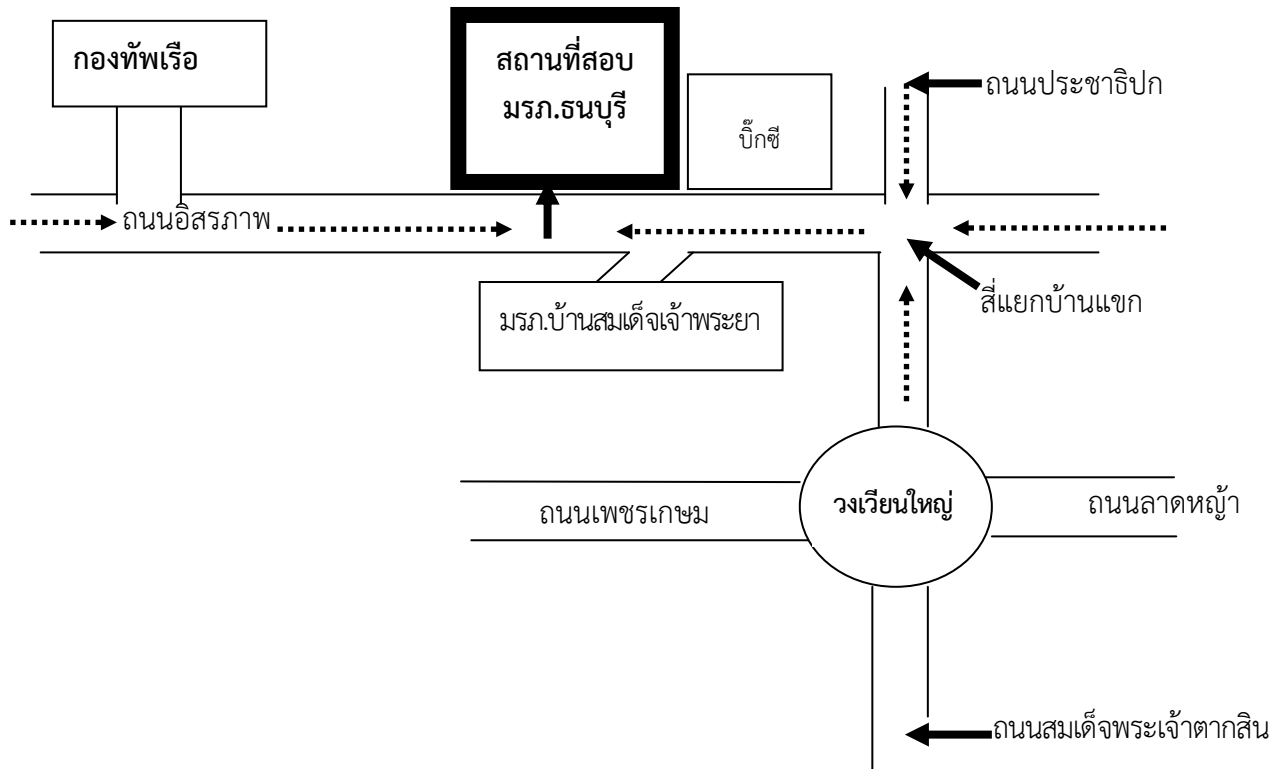 กองทัพเรือ
สถานที่สอบ
มรภ.ธนบุรี
บิ๊กซี
ถนนประชาธิปก
ถนนอิสรภาพ
สี่แยกบ้านแขก
มรภ.บ้านสมเด็จเจ้าพระยา
ถนนเพชรเกษม
วงเวียนใหญ่
ถนนลาดหญ้า
ถนนสมเด็จพระเจ้าตากสิน